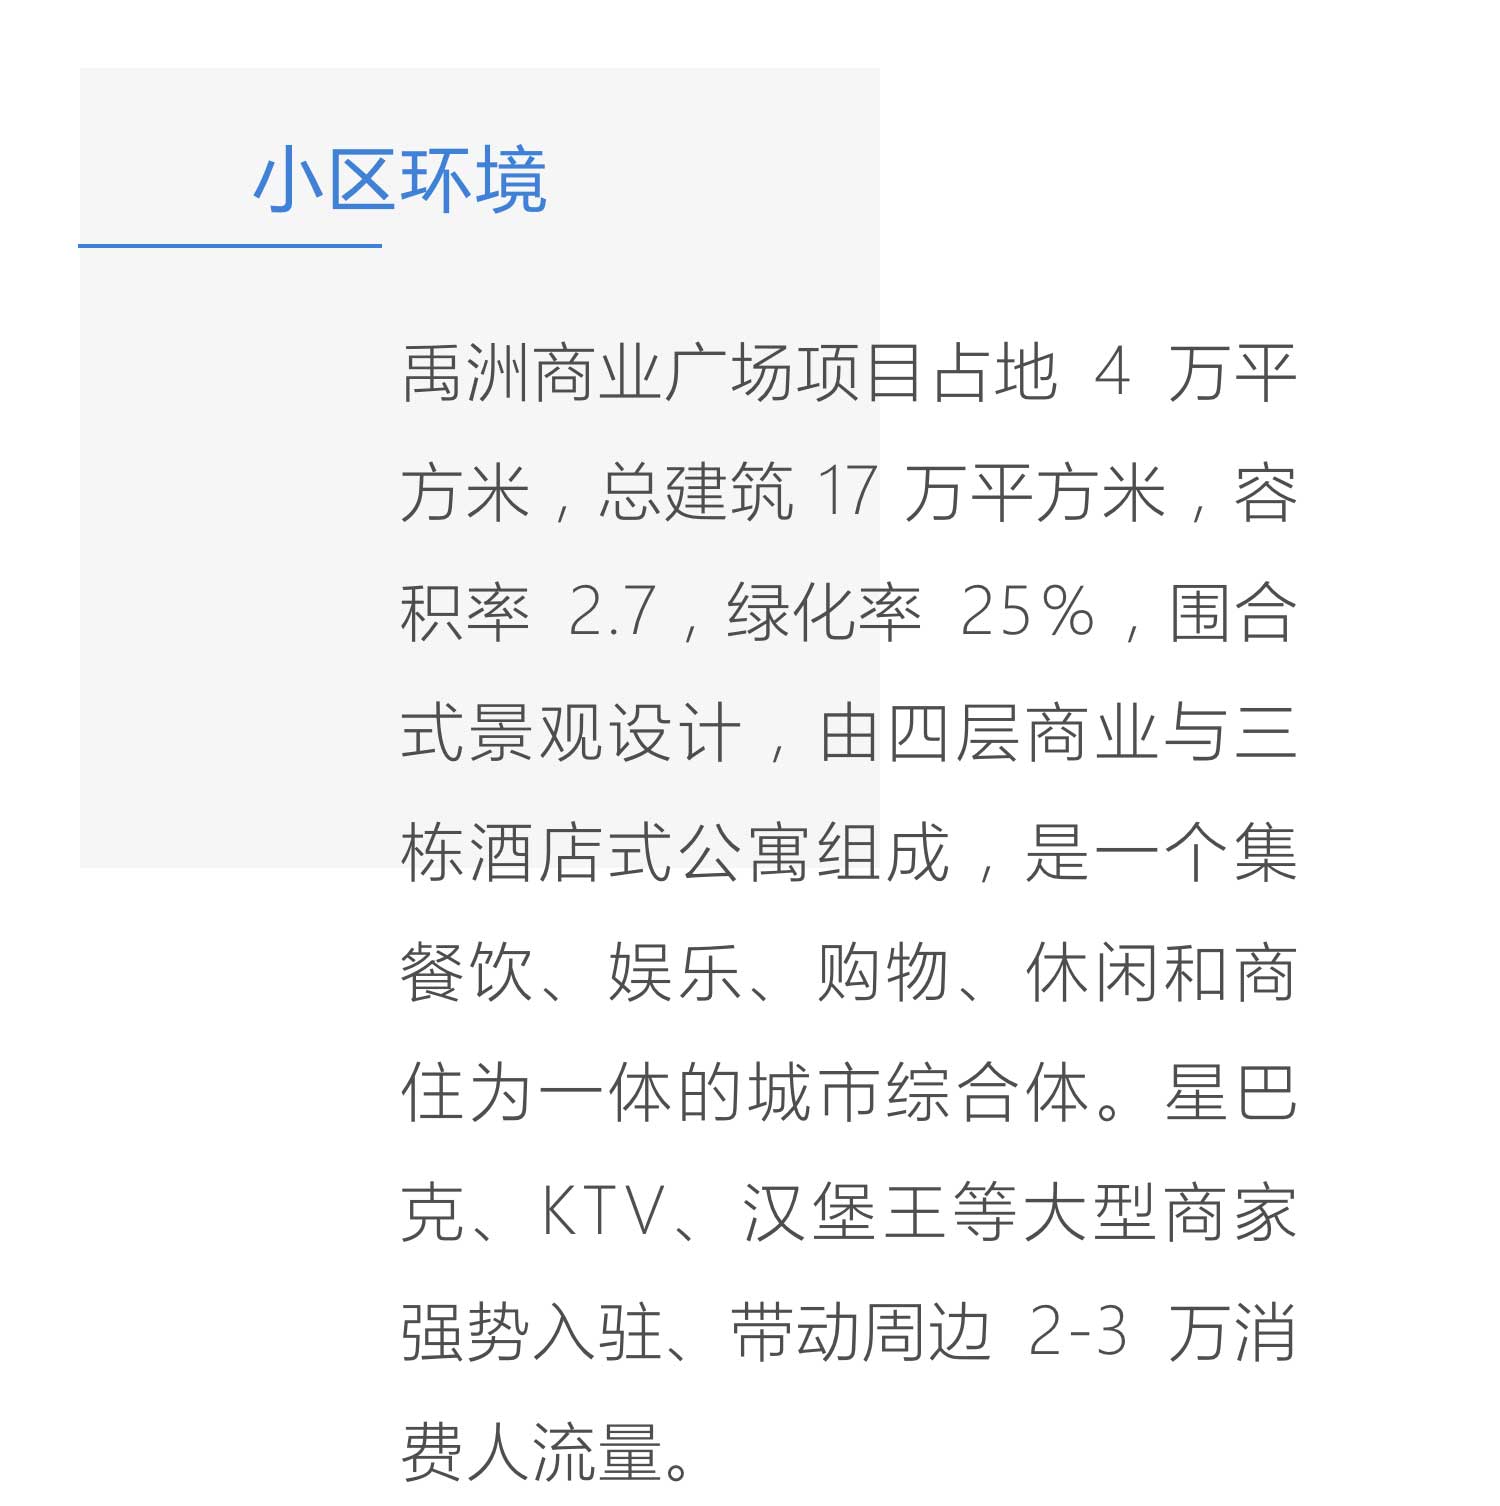 小区环境
禹洲商业广场项目占地 4 万平
方米，总建筑 17 万平方米，容
积率 2.7，绿化率 25%，围合
式景观设计，由四层商业与三
栋酒店式公寓组成，是一个集
餐饮、娱乐、购物、休闲和商
住为一体的城市综合体。星巴
克、KTV、汉堡王等大型商家
强势入驻、带动周边 2-3 万消
费人流量。